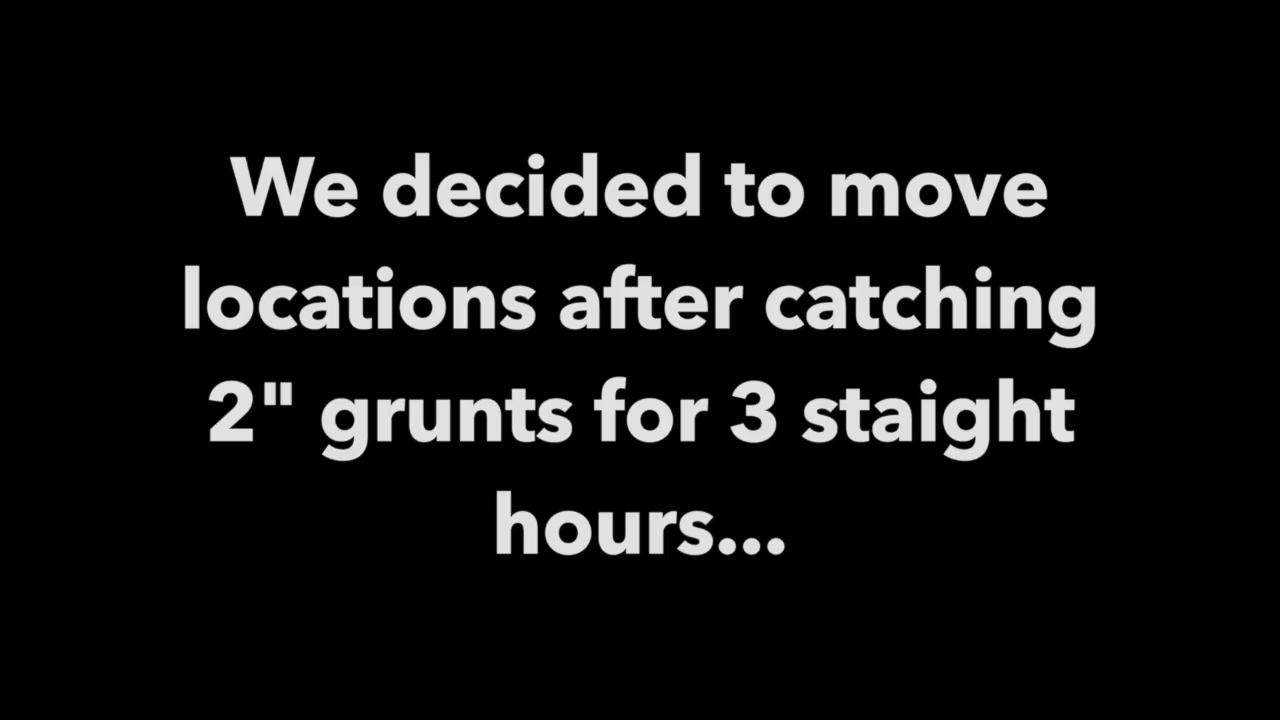 We decided to move
locations after catching
2" grunts for 3 staight
hours...